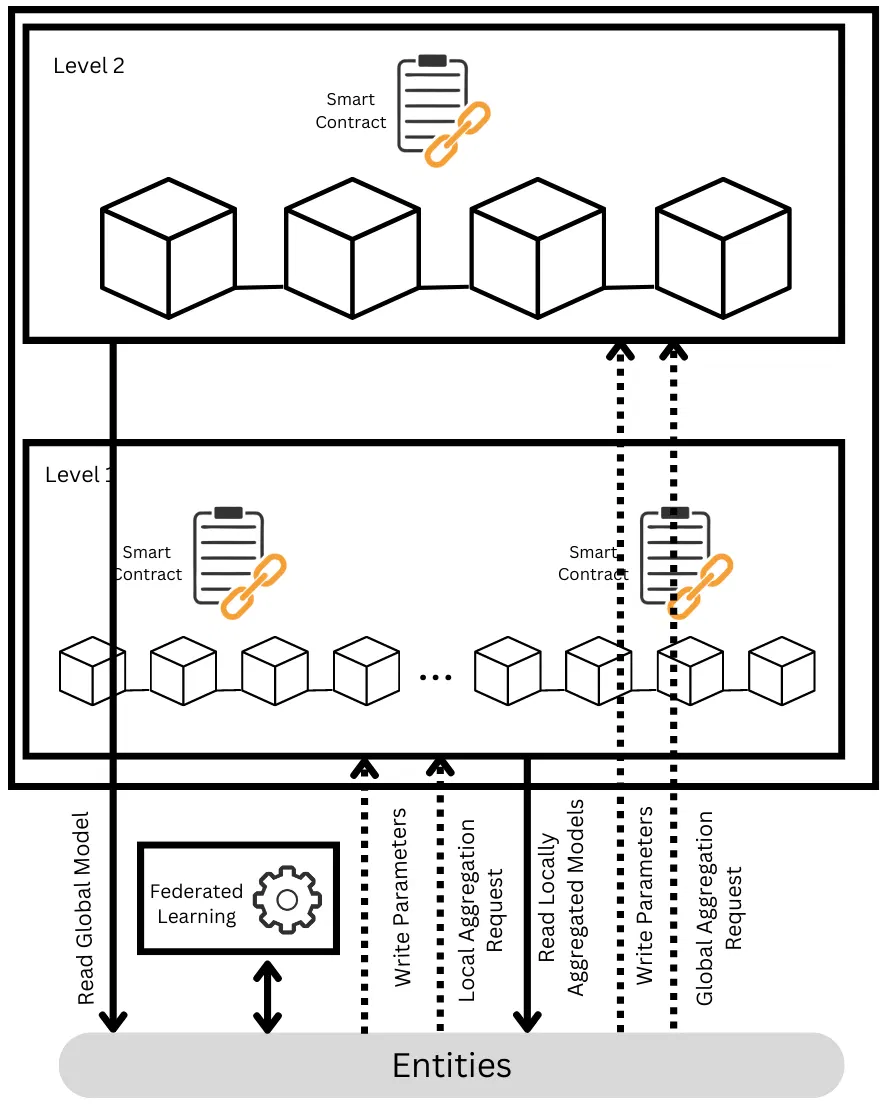 Level 2
Smart
Contract
Level 1
Smart
Contract
Smart
Contract
Read Global Model
Federated
Learning
Write Parameters
Local Aggregation
Request
Read Locally
Aggregated Models
Write Parameters
Global Aggregation
Request
Entities